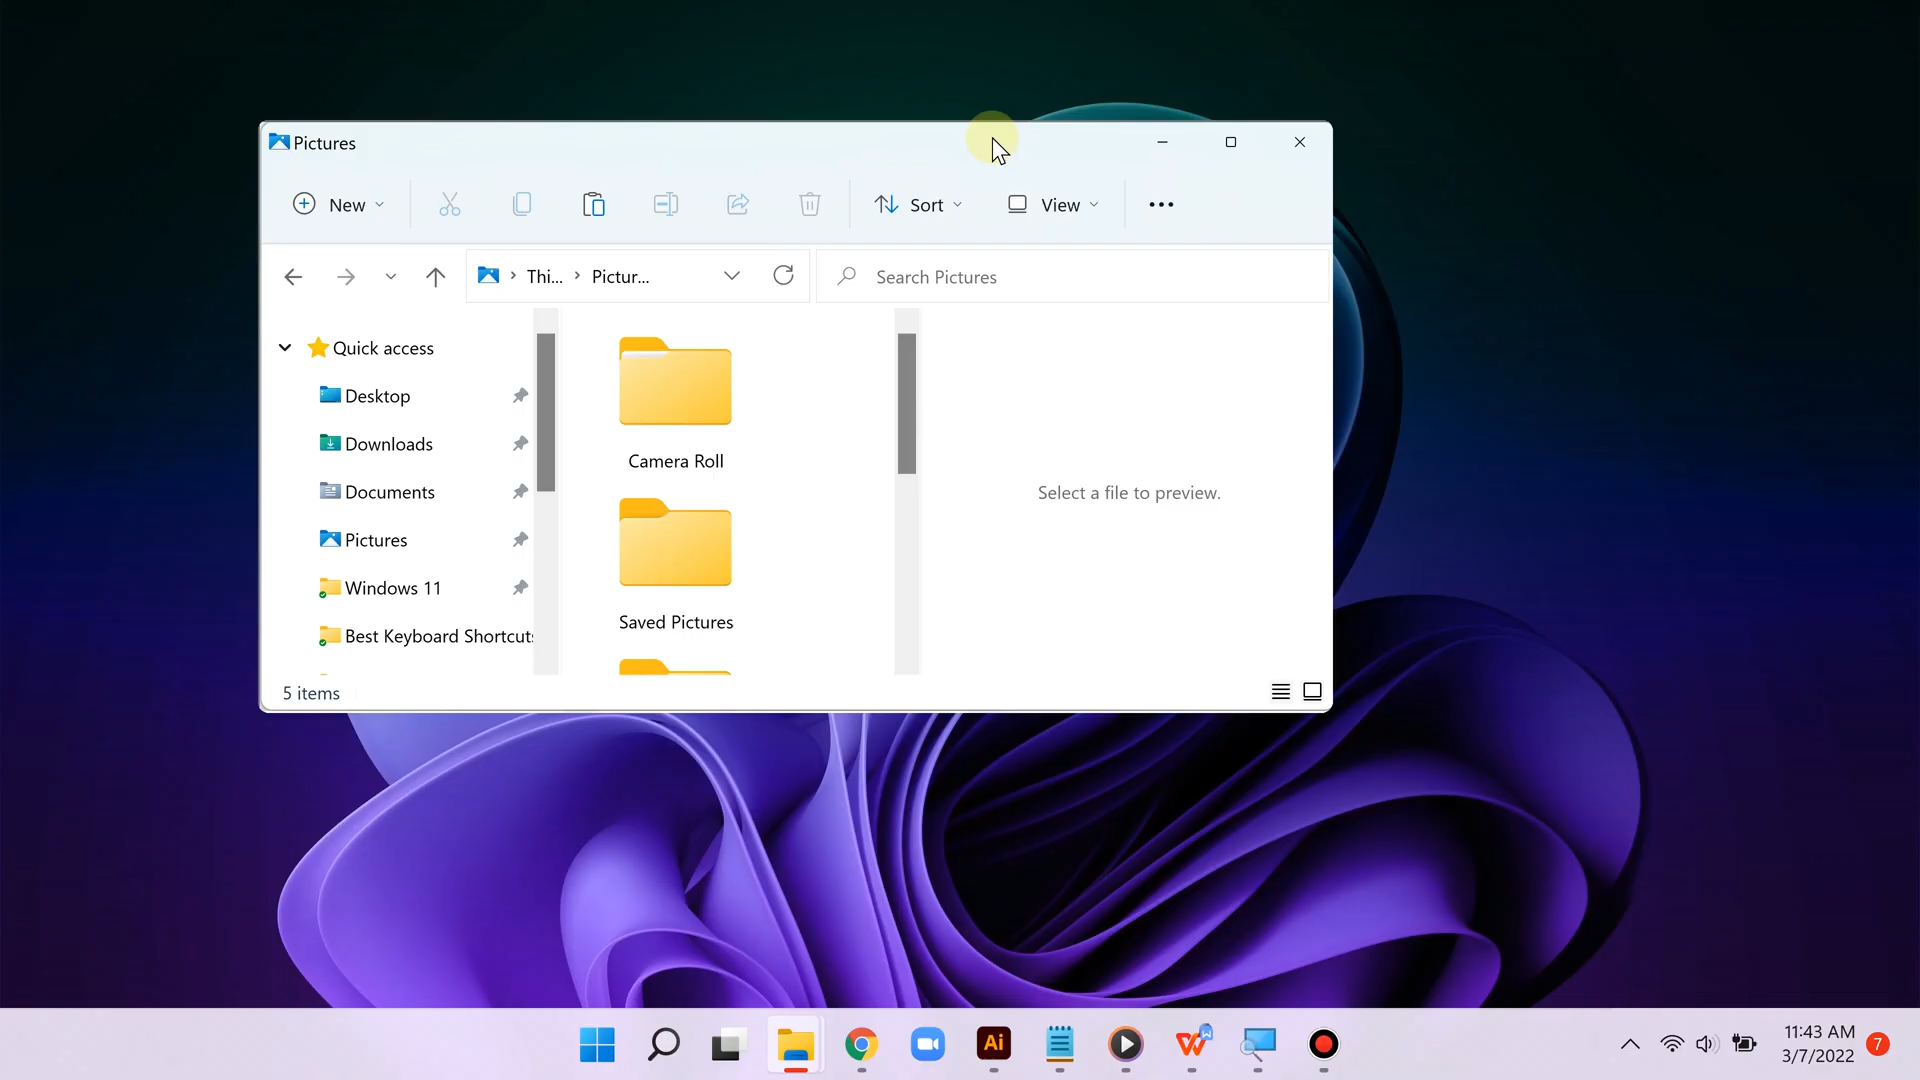 Pictures
New
Sort
View
Thi...
Pictur...
Search Pictures
Quick access
Desktop
Downloads
Documents
Pictures
Windows 11
Best Keyboard Shortcuts
Camera Roll
Saved Pictures
Select a file to preview.
5 items
Ai
W
11:43 AM
3/7/2022
7